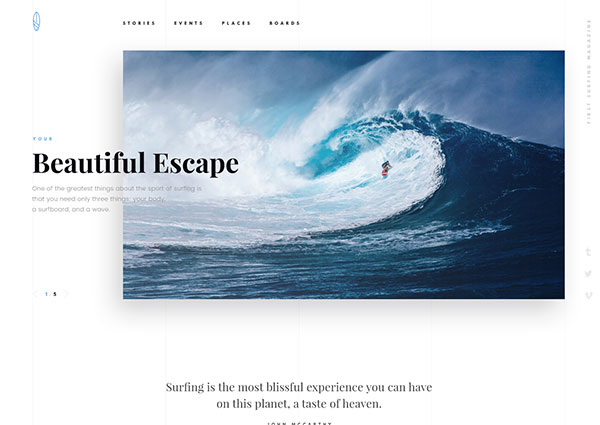 STORIES EVENTS PLACES BOARDS
FIRST SURFING MAGAZINE
YOUR
Beautiful Escape
One of the greatest things about the sport of surfing is
that you need only three things: your body,
a surfboard, and a wave.
1 5
Surfing is the most blissful experience you can have
on this planet, a taste of heaven.
JOHN MCCARTHY